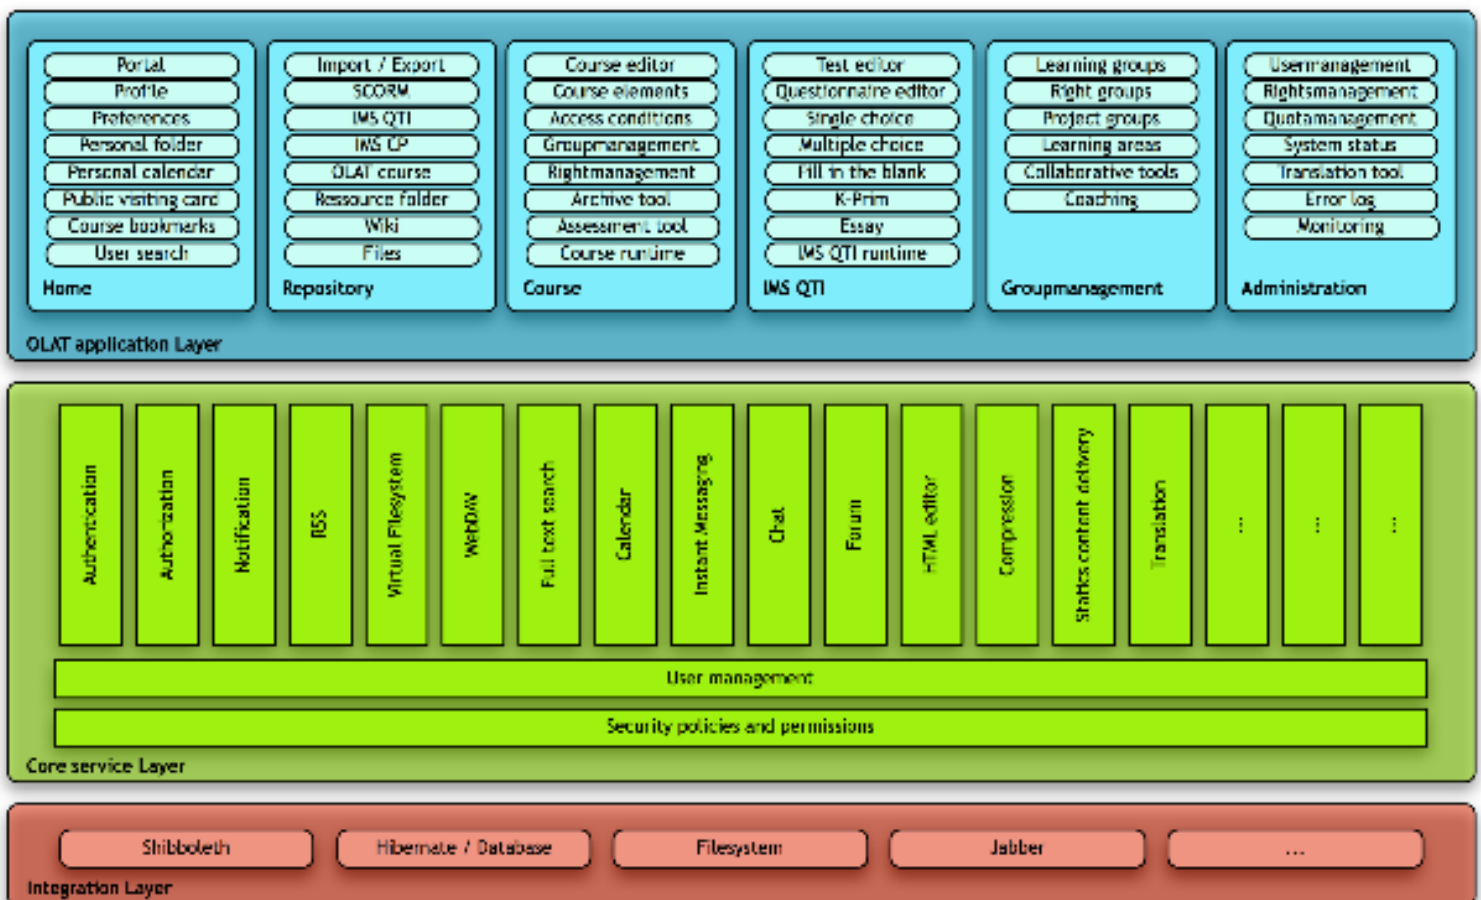 Portal
Profile
Preferences
Personal folder
Personal calendar
Public visiting card
Course bookmarks
User search
Home
Import / Export
SCORM
IMS QTI
IMS CP
OLAT course
Ressource folder
Wiki
Files
Repository
Course editor
Course elements
Access conditions
Groupmanagement
Rightmanagement
Archive tool
Assessment tool
Course runtime
Course
Test editor
Questionnaire editor
Single choice
Multiple choice
Fill in the blank
K-Prim
Essay
IMS QTI runtime
IMS QTI
Learning groups
Right groups
Project groups
Learning areas
Collaborative tools
Coaching
Groupmanagement
Usermanagement
Rightsmanagement
Quotamanagement
System status
Translation tool
Error log
Monitoring
Administration
OLAT application Layer
Authentication
Authorization
Notification
RSS
Virtual Filesystem
WebDAV
Full text search
Calendar
Instant Messaging
Chat
Forum
HTML editor
Compression
Statics content delivery
Translation
...
...
...
User management
Security policies and permissions
Core service Layer
Shibboleth
Hibernate / Database
Filesystem
Jabber
...
Integration Layer